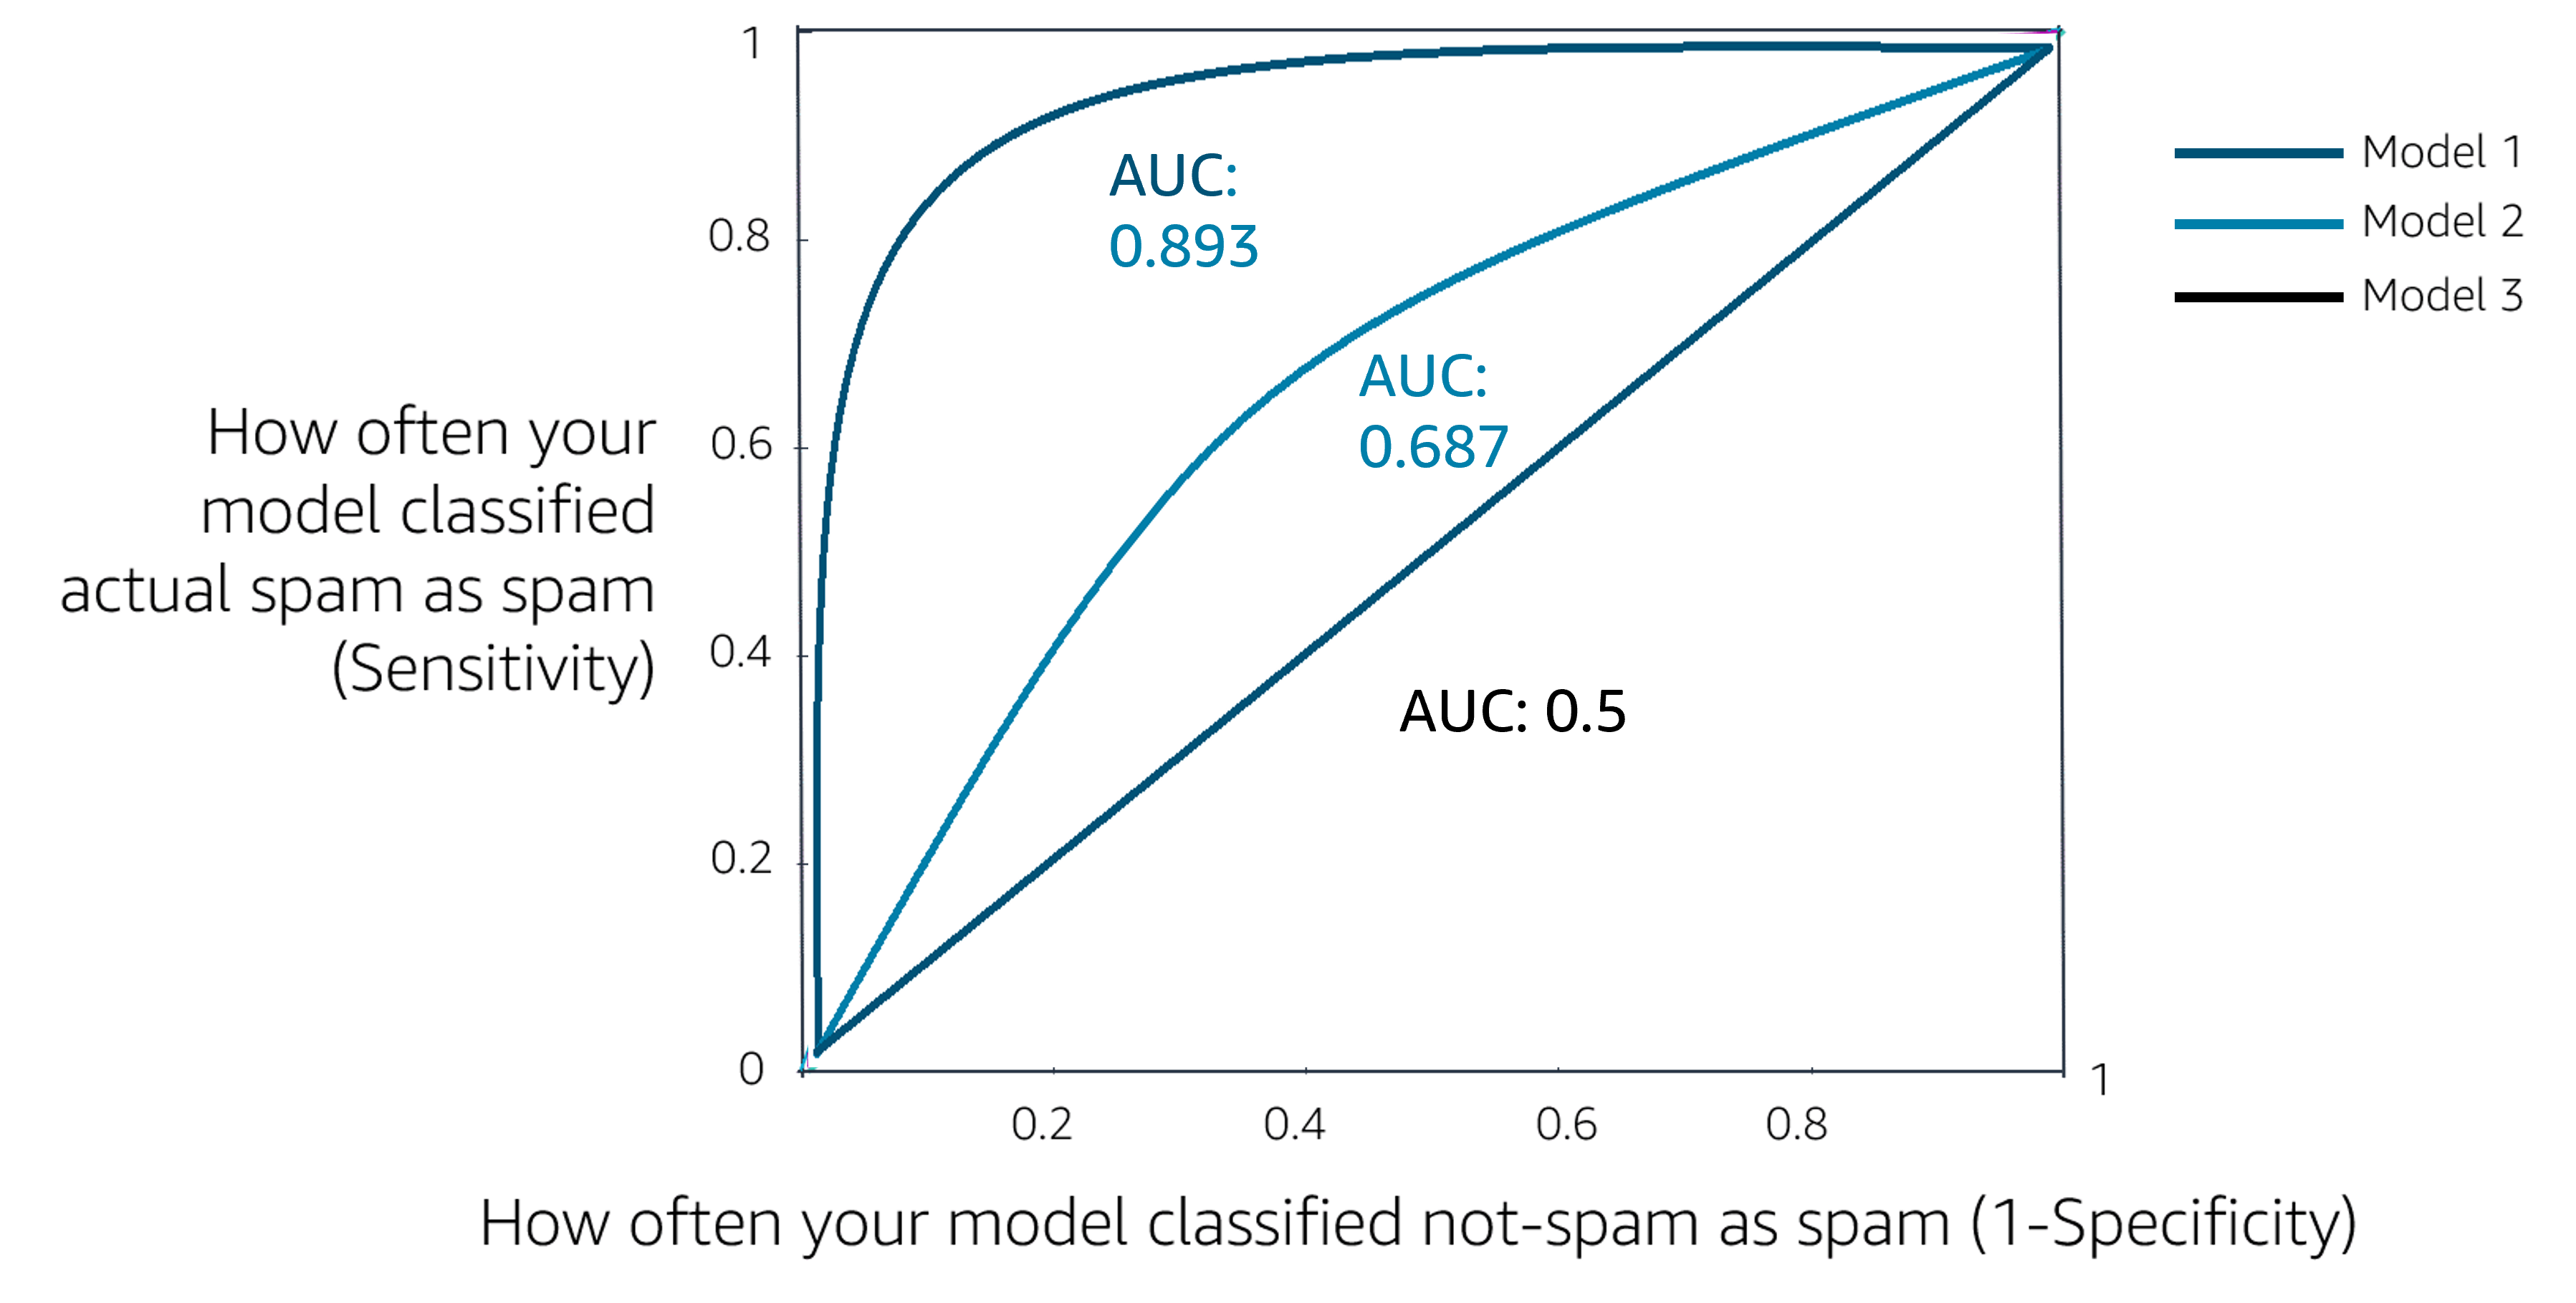 1
0.8
0.6
0.4
0.2
0
How often your
model classified
actual spam as spam
(Sensitivity)
AUC:
0.893
AUC:
0.687
AUC: 0.5
Model 1
Model 2
Model 3
0.2
0.4
0.6
0.8
1
How often your model classified not-spam as spam (1-Specificity)